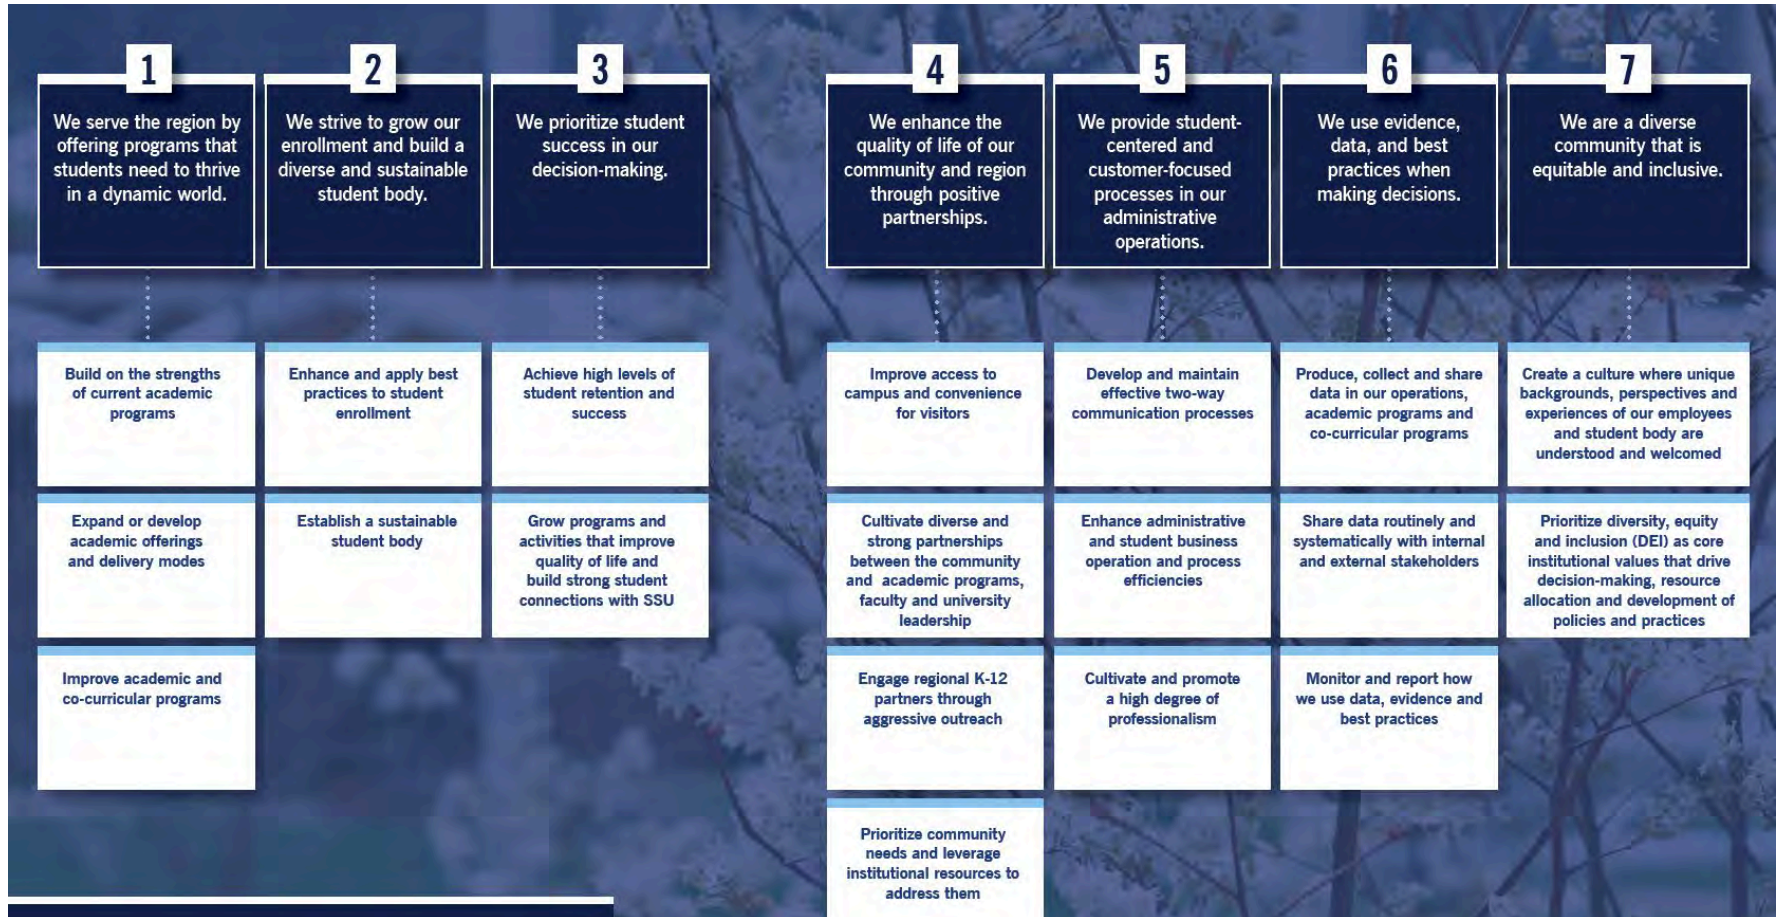 1
We serve the region by
offering programs that
students need to thrive
in a dynamic world.
Build on the strengths
of current academic
programs
Expand or develop
academic offerings
and delivery modes
Improve academic and
co-curricular programs
2
We strive to grow our
enrollment and build a
diverse and sustainable
student body.
Enhance and apply best
practices to student
enrollment
Establish a sustainable
student body
3
We prioritize student
success in our
decision-making.
Achieve high levels of
student retention and
success
Grow programs and
activities that improve
quality of life and
build strong student
connections with SSU
4
We enhance the
quality of life of our
community and region
through positive
partnerships.
Improve access to
campus and convenience
for visitors
Cultivate diverse and
strong partnerships
between the community
and academic programs,
faculty and university
leadership
Engage regional K-12
partners through
aggressive outreach
Prioritize community
needs and leverage
institutional resources to
address them
5
We provide student-
centered and
customer-focused
processes in our
administrative
operations.
Develop and maintain
effective two-way
communication processes
Enhance administrative
and student business
operation and process
efficiencies
Cultivate and promote
a high degree of
professionalism
6
We use evidence,
data, and best
practices when
making decisions.
Produce, collect and share
data in our operations,
academic programs and
co-curricular programs
Share data routinely and
systematically with internal
and external stakeholders
Monitor and report how
we use data, evidence and
best practices
7
We are a diverse
community that is
equitable and inclusive.
Create a culture where unique
backgrounds, perspectives and
experiences of our employees
and student body are
understood and welcomed
Prioritize diversity, equity
and inclusion (DEI) as core
institutional values that drive
decision-making, resource
allocation and development of
policies and practices